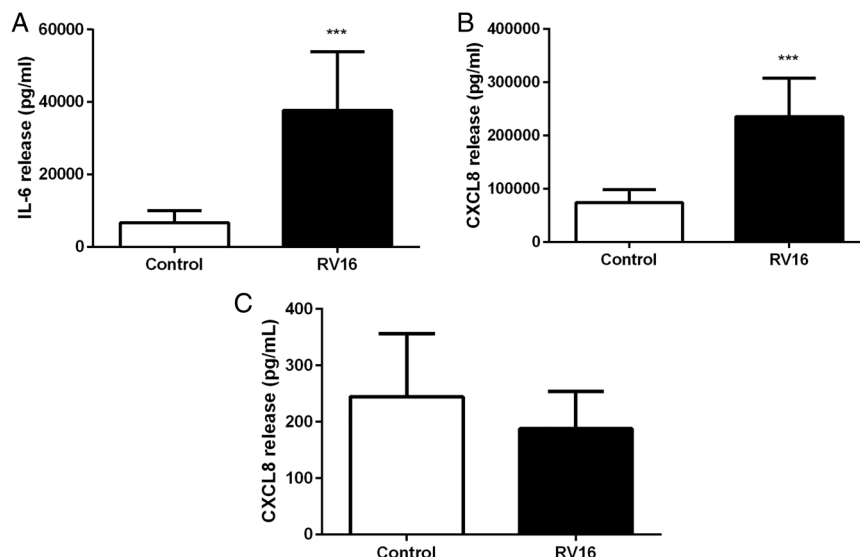 A
IL-6 release (pg/ml)
60000
40000
20000
0
***
Control
RV16
B
CXCL8 release (pg/ml)
400000
300000
200000
100000
0
***
Control
RV16
C
CXCL8 release (pg/mL)
400
300
200
100
0
Control
RV16